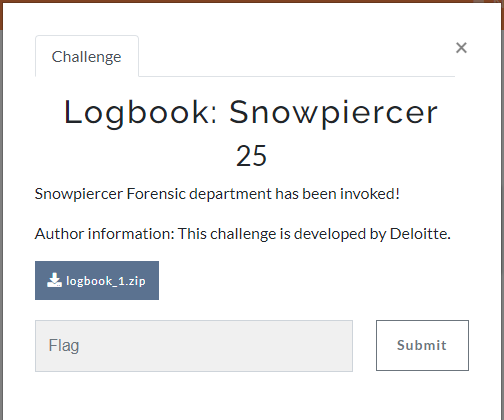 Challenge
×
Logbook: Snowpiercer
25
Snowpiercer Forensic department has been invoked!
Author information: This challenge is developed by Deloitte.
logbook_1.zip
Flag
Submit